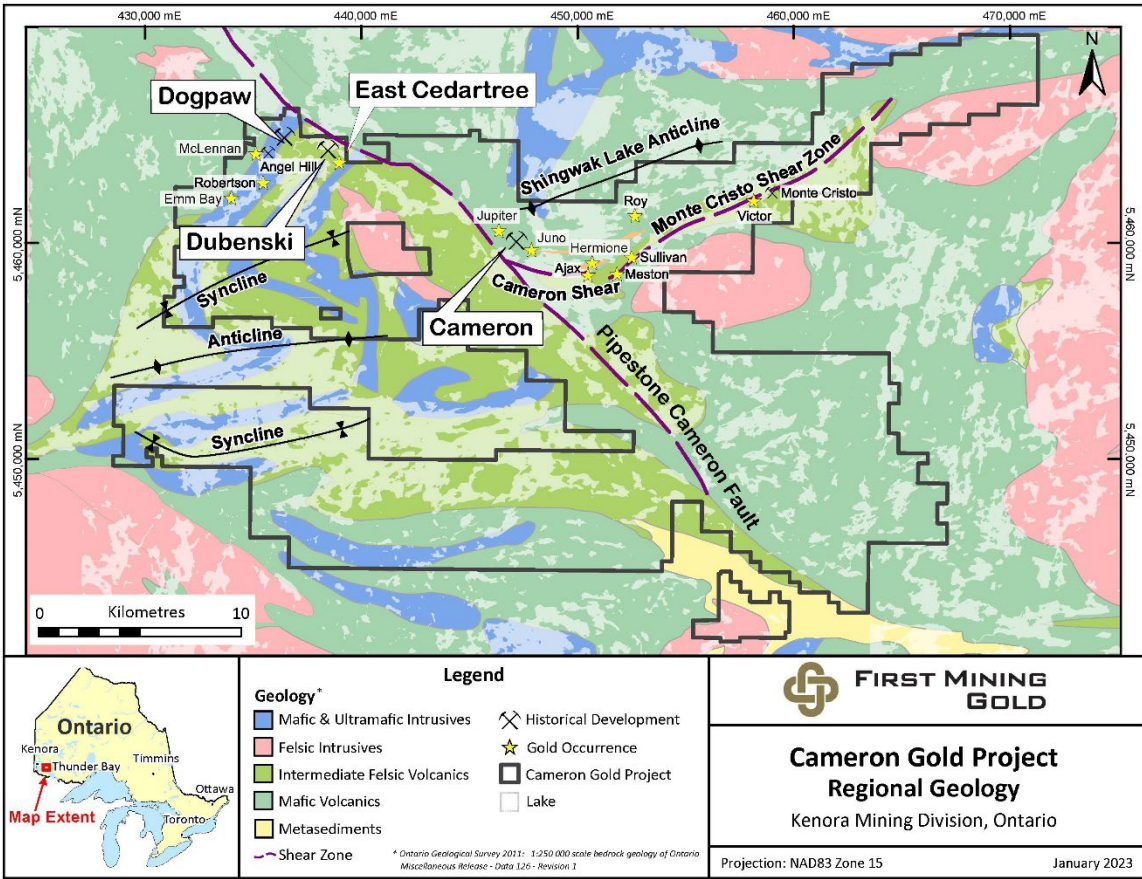 430,000 mE
440,000 mE
450,000 mE
460,000 mE
470,000 mE
N
Dogpaw
East Cedartree
McLennan
Angel Hill
Robertson
Emm Bay
Dubenski
Shingwak Lake Anticline
Monte Cristo Shear Zone
Monte Cristo
Victor
Roy
Jupiter
Juno
Hermione
Sullivan
Ajax
Meston
Cameron Shear
Cameron
Pipestone Cameron Fault
Syncline
Anticline
Syncline
5,460,000 mN
5,460,000 mN
5,450,000 mN
5,450,000 mN
0 Kilometres 10
Ontario
Kenora
Thunder Bay
Timmins
Ottawa
Toronto
Map Extent
Legend
Geology*
Mafic & Ultramafic Intrusives
Felsic Intrusives
Intermediate Felsic Volcanics
Mafic Volcanics
Metasediments
Shear Zone
Historical Development
Gold Occurrence
Cameron Gold Project
Lake
* Ontario Geological Survey 2011: 1:250 000 scale bedrock geology of Ontario
Miscellaneous Release - Data 126 - Revision 1
FIRST MINING
GOLD
Cameron Gold Project
Regional Geology
Kenora Mining Division, Ontario
Projection: NAD83 Zone 15
January 2023